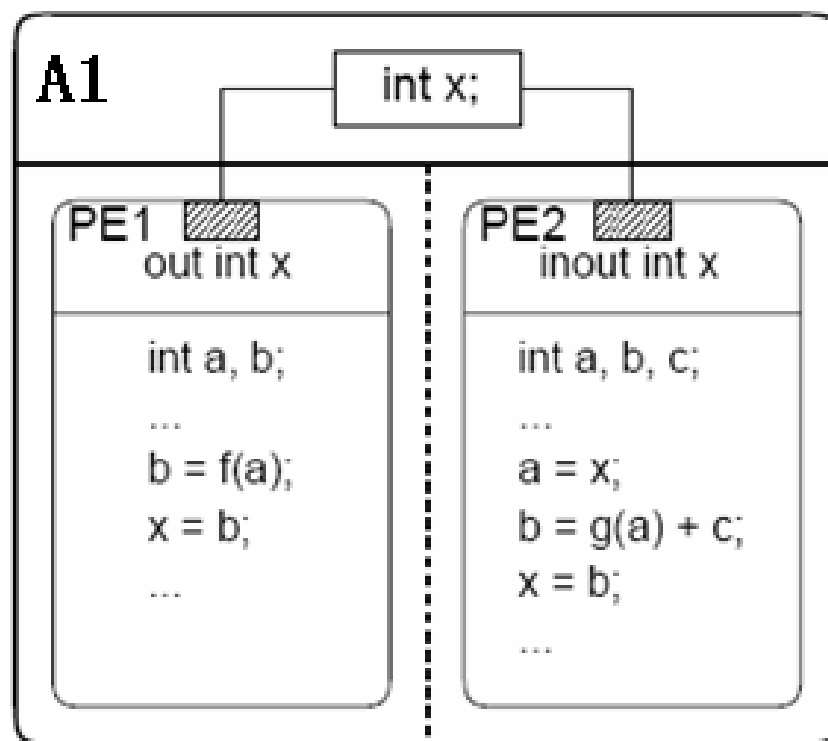 A1
int x;
PE1
out int x
int a, b;
...
b = f(a);
x = b;
...
PE2
inout int x
int a, b, c;
...
a = x;
b = g(a) + c;
x = b;
...